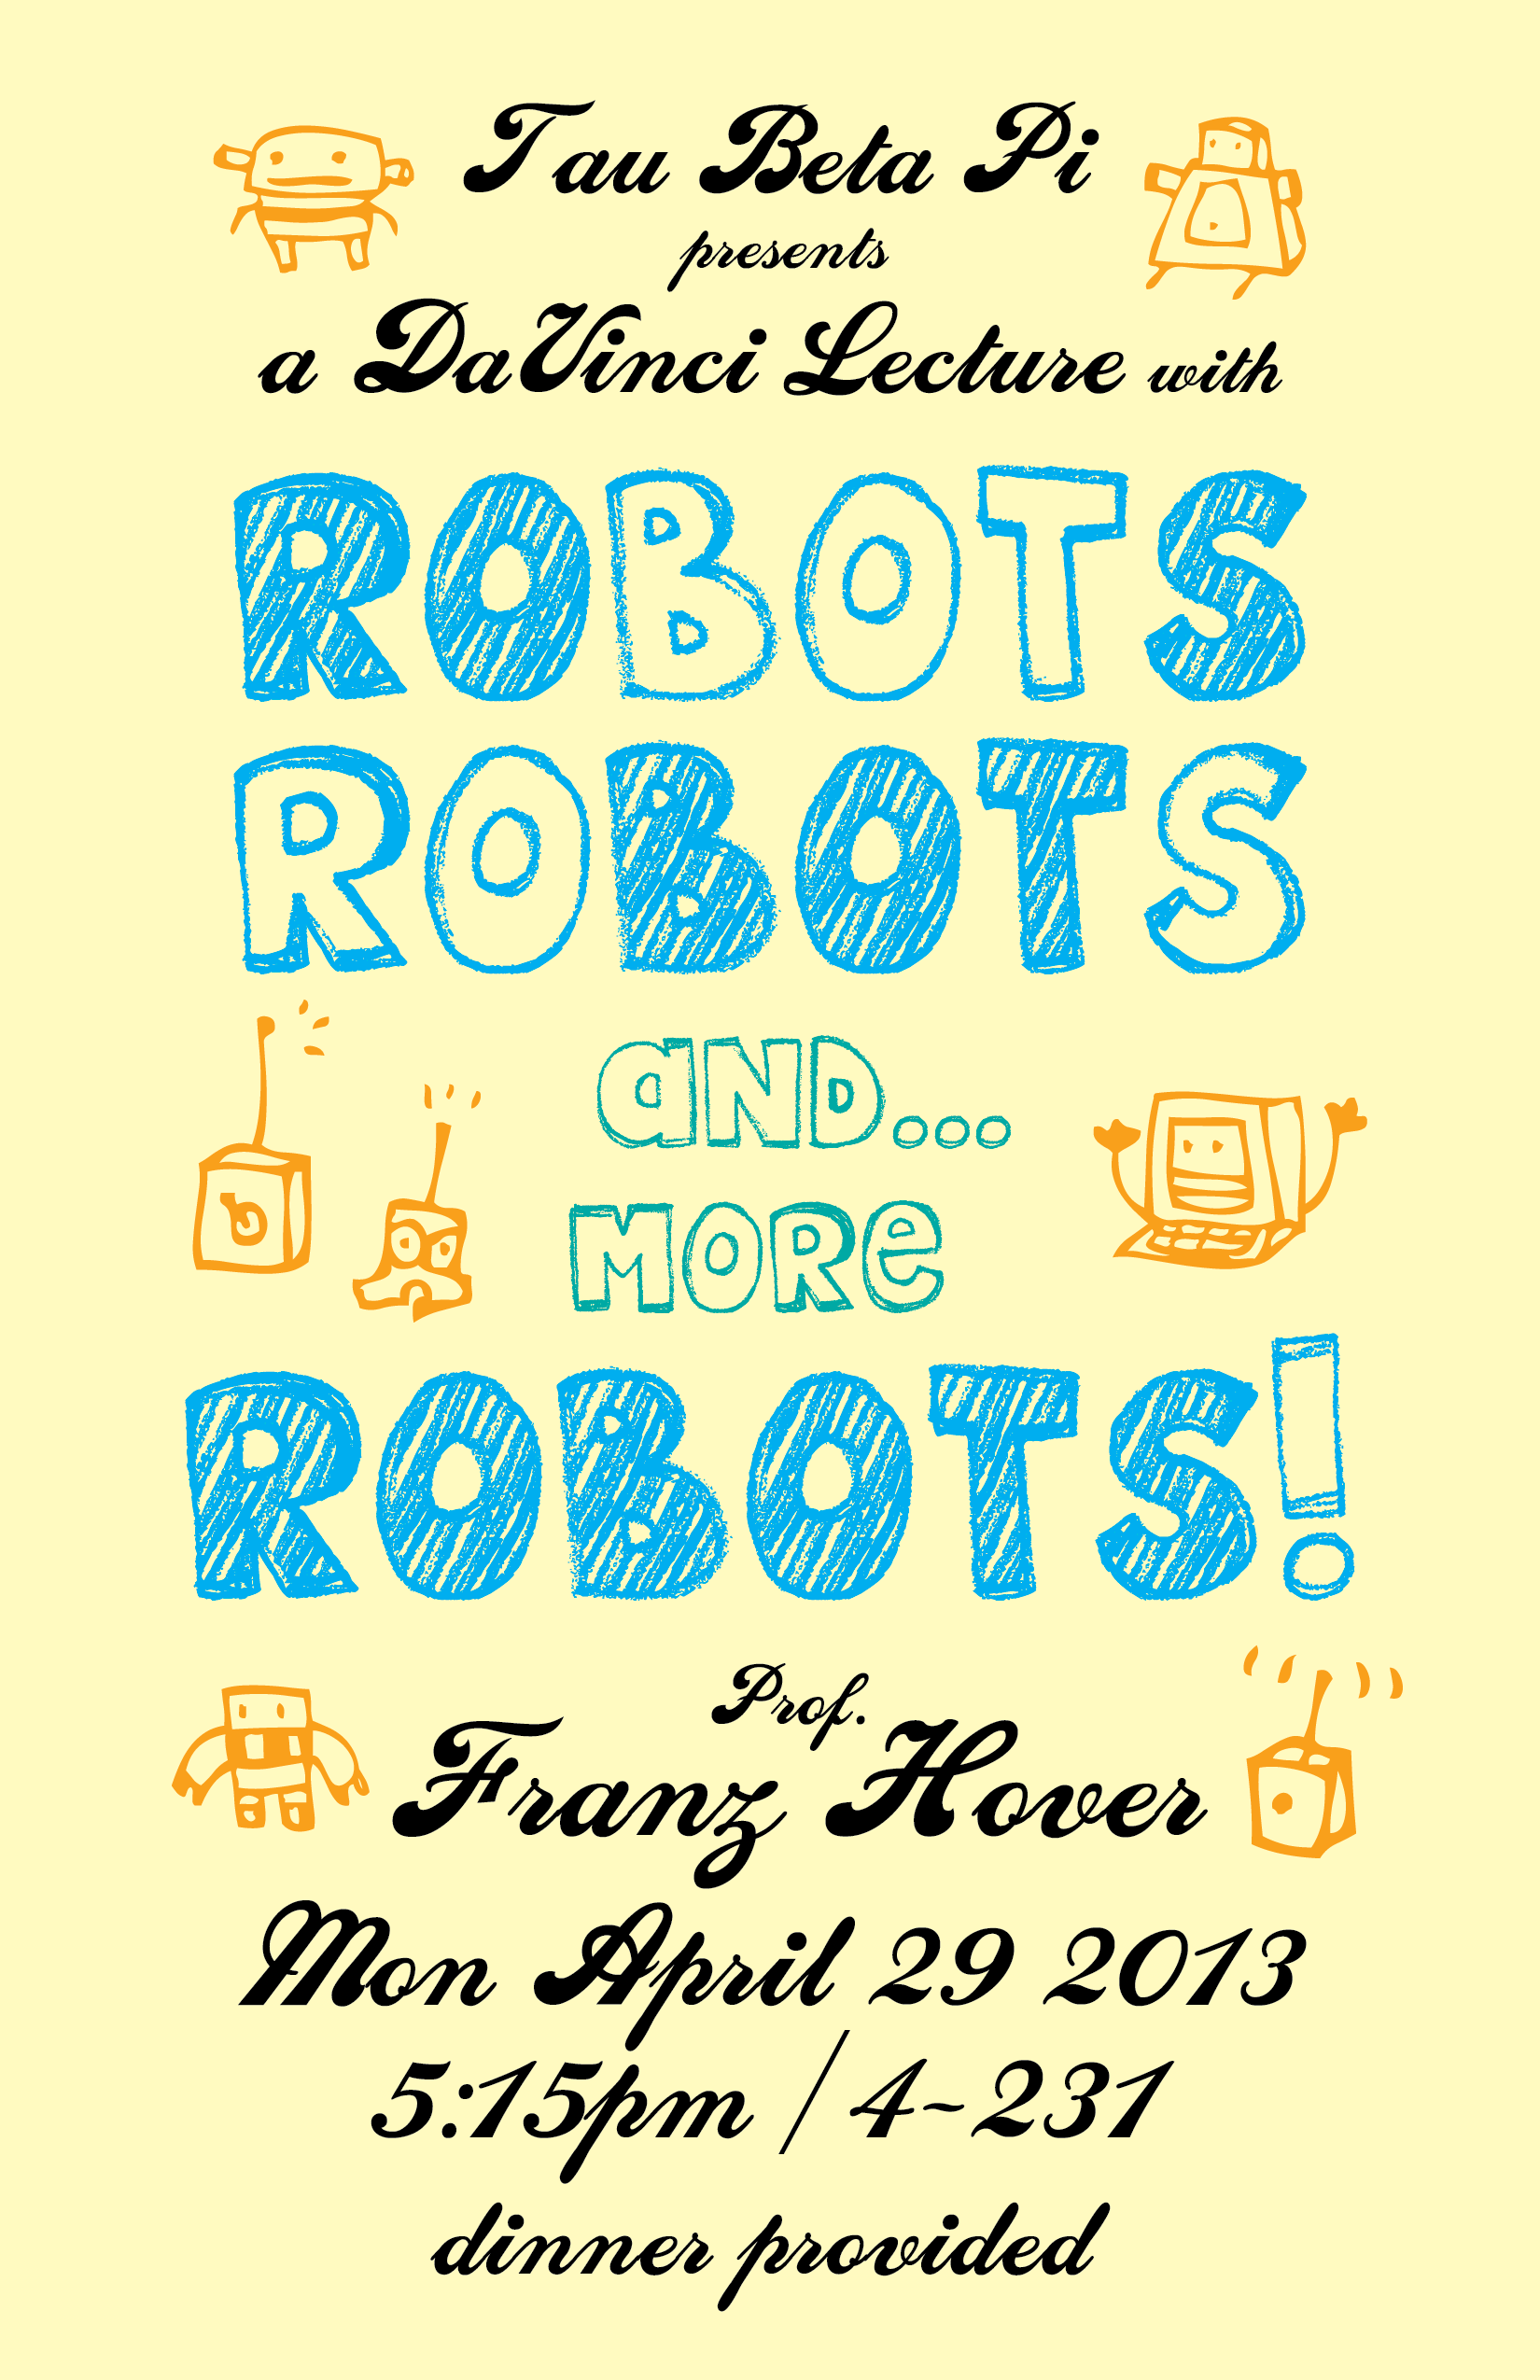 Tau Beta Pi
presents
a DaVinci Lecture with
ROBOTS
ROBOTS
aND...
MORe
ROBOTS!
Prof.
Franz Hover
Mon April 29 2013
5:15pm / 4-231
dinner provided